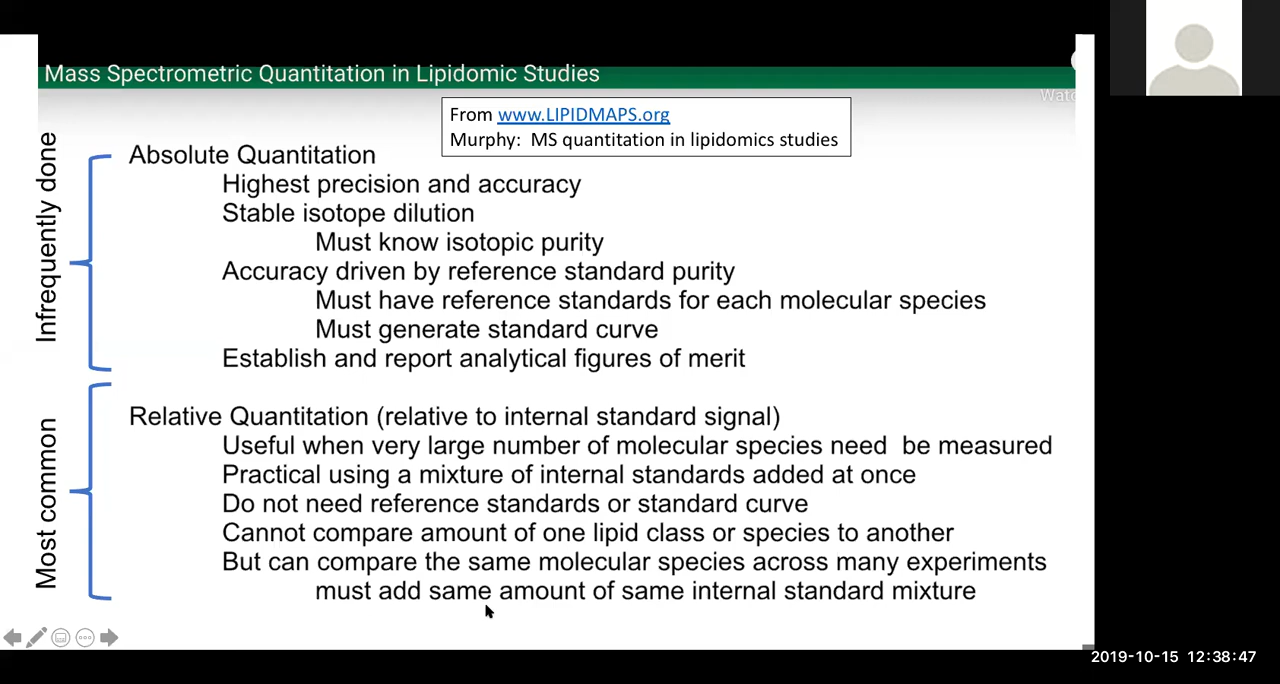 Mass Spectrometric Quantitation in Lipidomic Studies
From www.LIPIDMAPS.org
Murphy: MS quantitation in lipidomics studies
Infrequently done
Absolute Quantitation
Highest precision and accuracy
Stable isotope dilution
Must know isotopic purity
Accuracy driven by reference standard purity
Must have reference standards for each molecular species
Must generate standard curve
Establish and report analytical figures of merit
Most common
Relative Quantitation (relative to internal standard signal)
Useful when very large number of molecular species need be measured
Practical using a mixture of internal standards added at once
Do not need reference standards or standard curve
Cannot compare amount of one lipid class or species to another
But can compare the same molecular species across many experiments
must add same amount of same internal standard mixture
2019-10-15 12:38:47